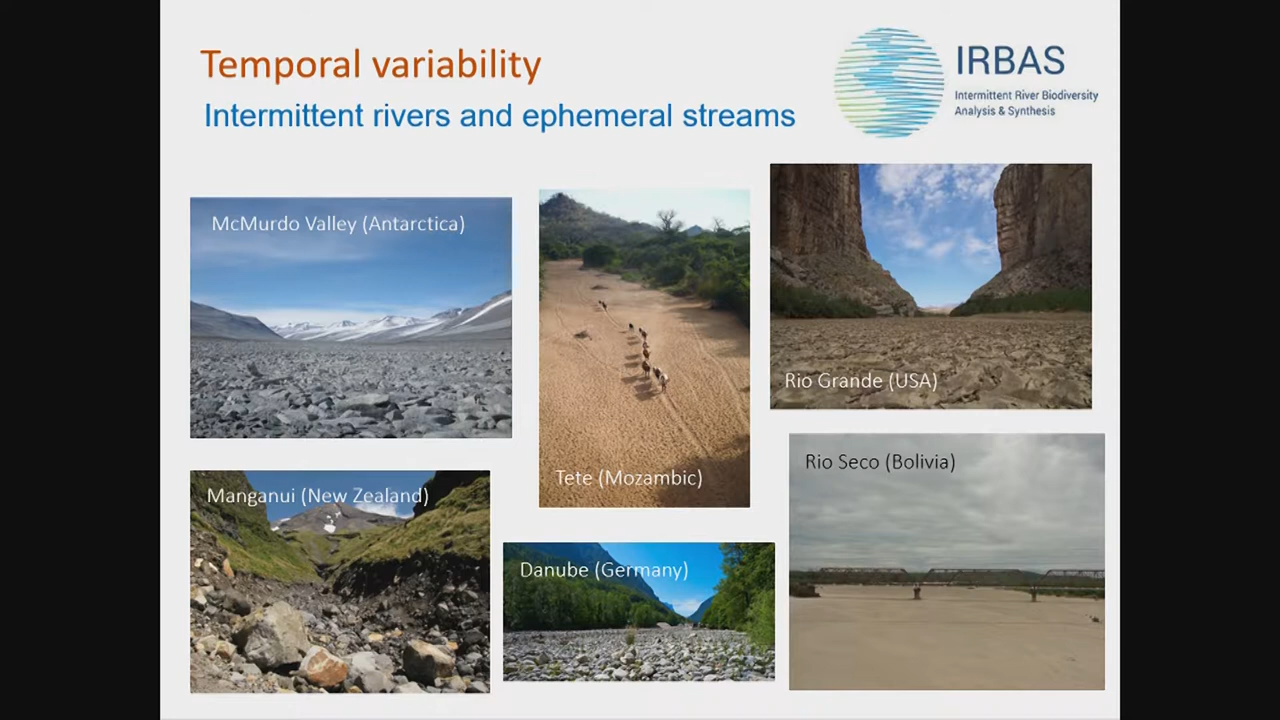 Temporal variability
Intermittent rivers and ephemeral streams
IRBAS
Intermittent River Biodiversity
Analysis & Synthesis
McMurdo Valley (Antarctica)
Tete (Mozambic)
Rio Grande (USA)
Manganui (New Zealand)
Danube (Germany)
Rio Seco (Bolivia)